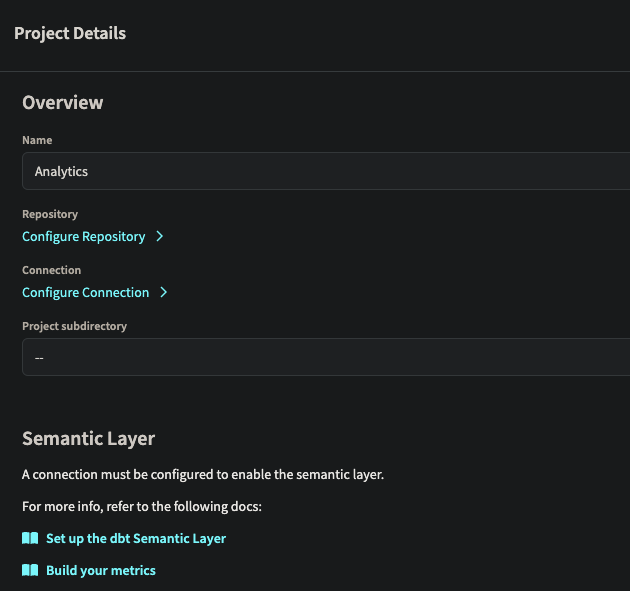 Project Details
Overview
Name
Analytics
Repository
Configure Repository
Connection
Configure Connection
Project subdirectory
--
Semantic Layer
A connection must be configured to enable the semantic layer.
For more info, refer to the following docs:
Set up the dbt Semantic Layer
Build your metrics